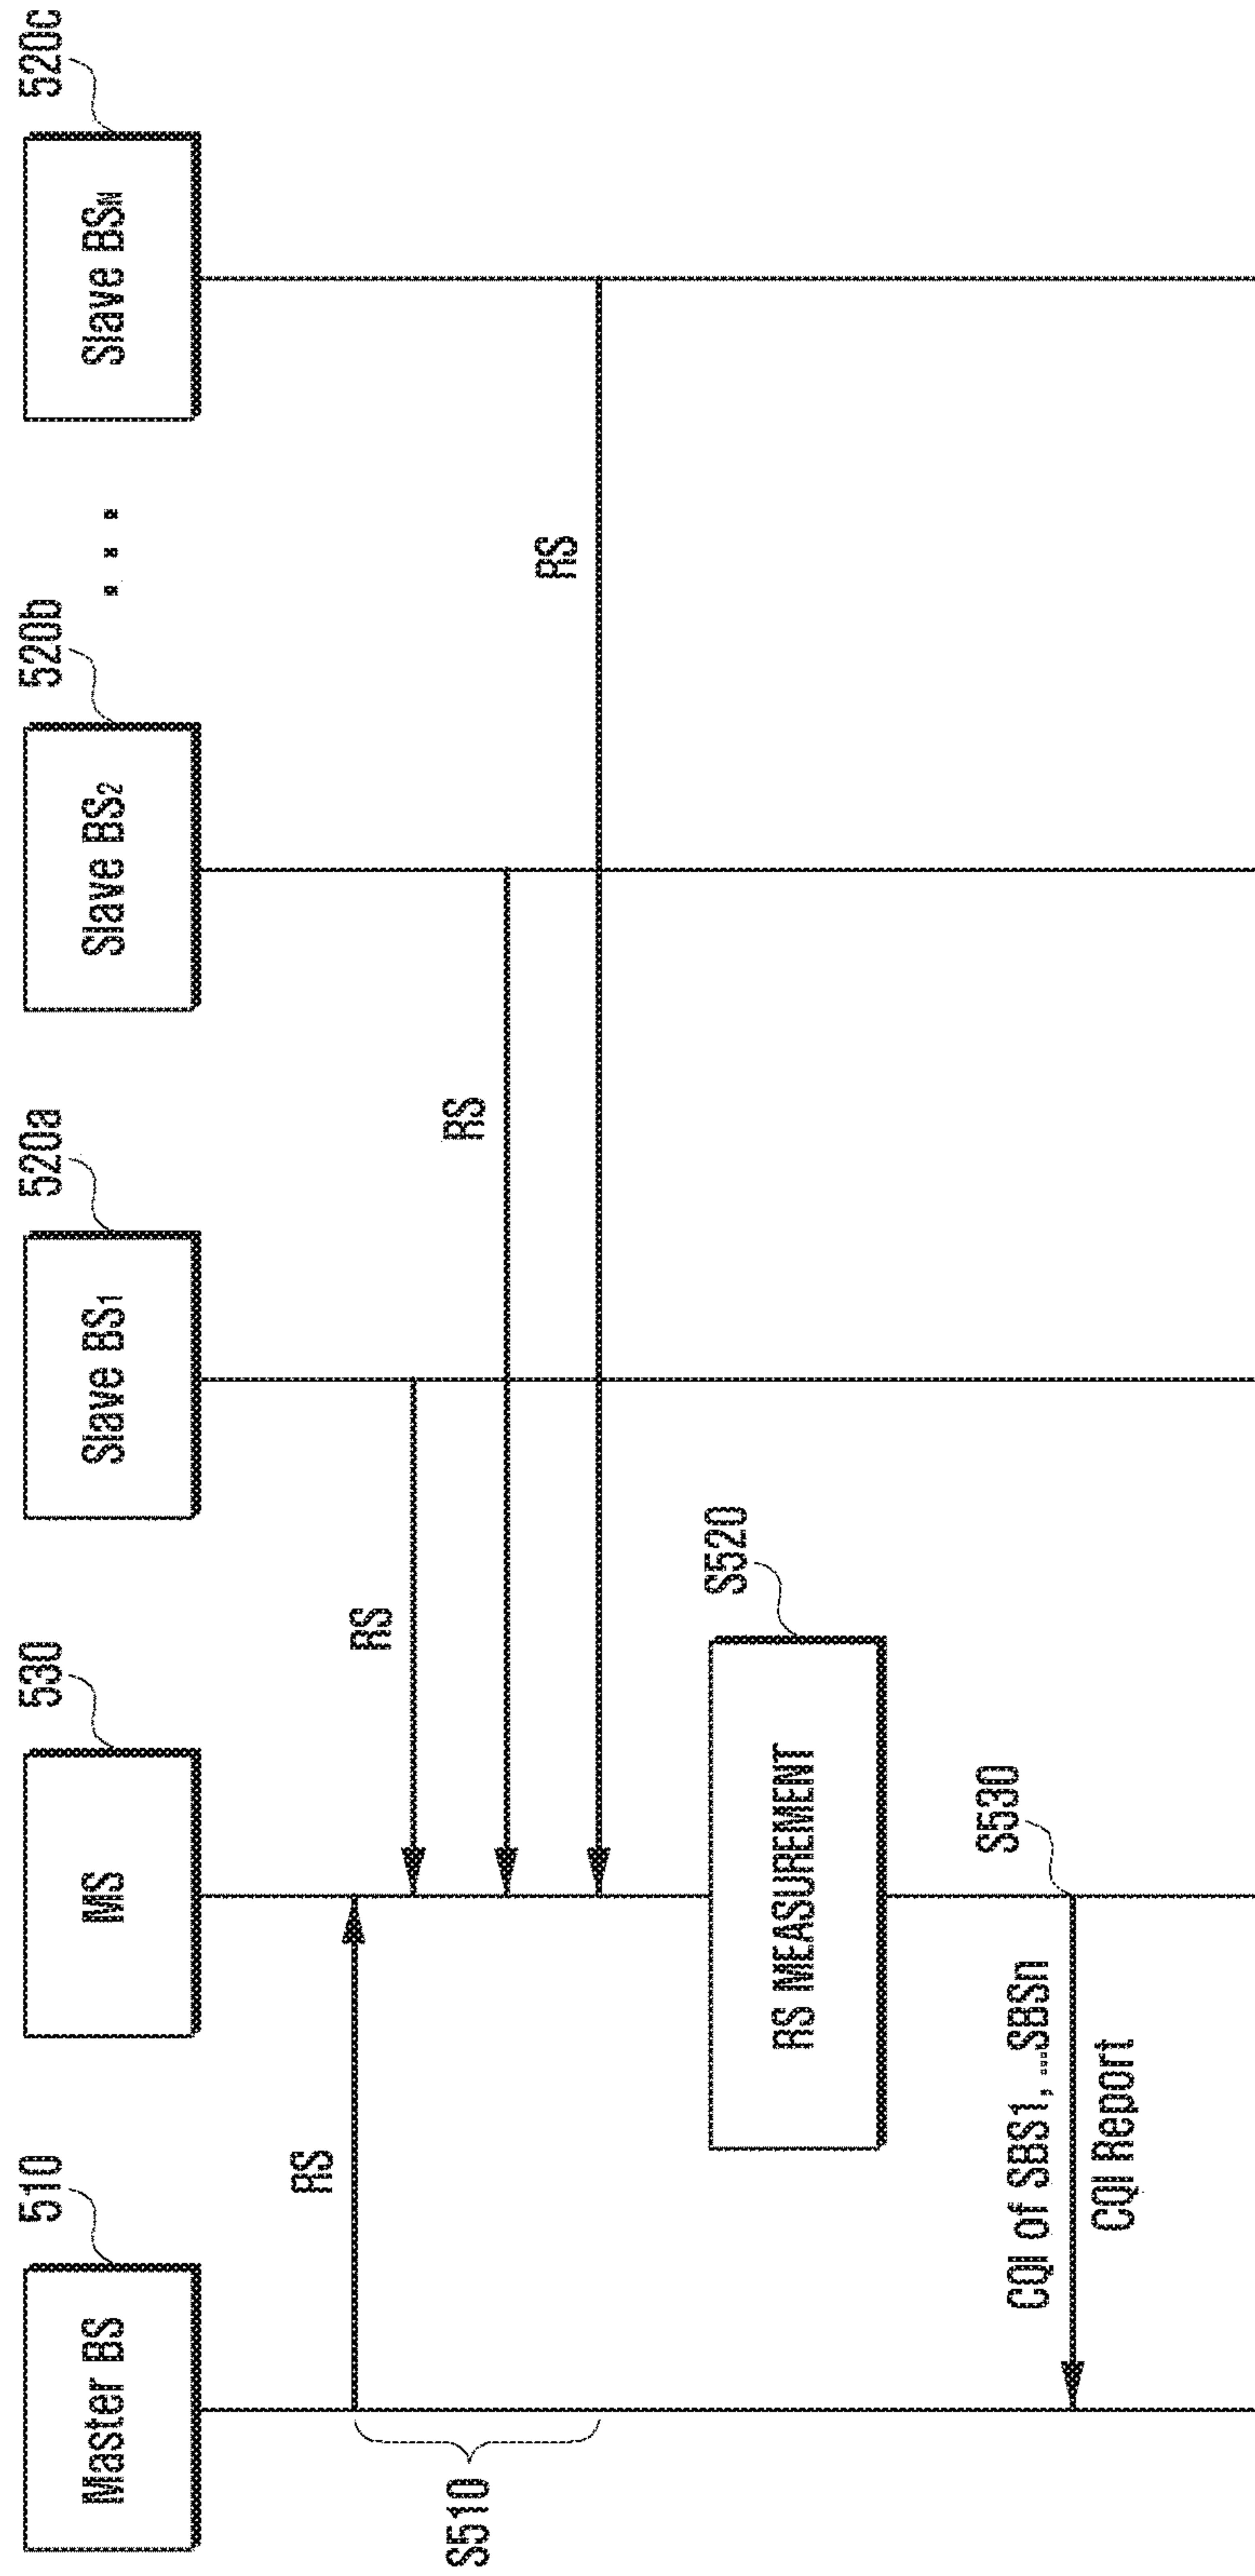 510
530
520a
520b
520c
Master BS
MS
Slave BS1
Slave BS2
. . .
Slave BSN
RS
RS
RS
RS
S510
S520
RS MEASUREMENT
S530
CQI of SBS1, ...SBSn
CQI Report